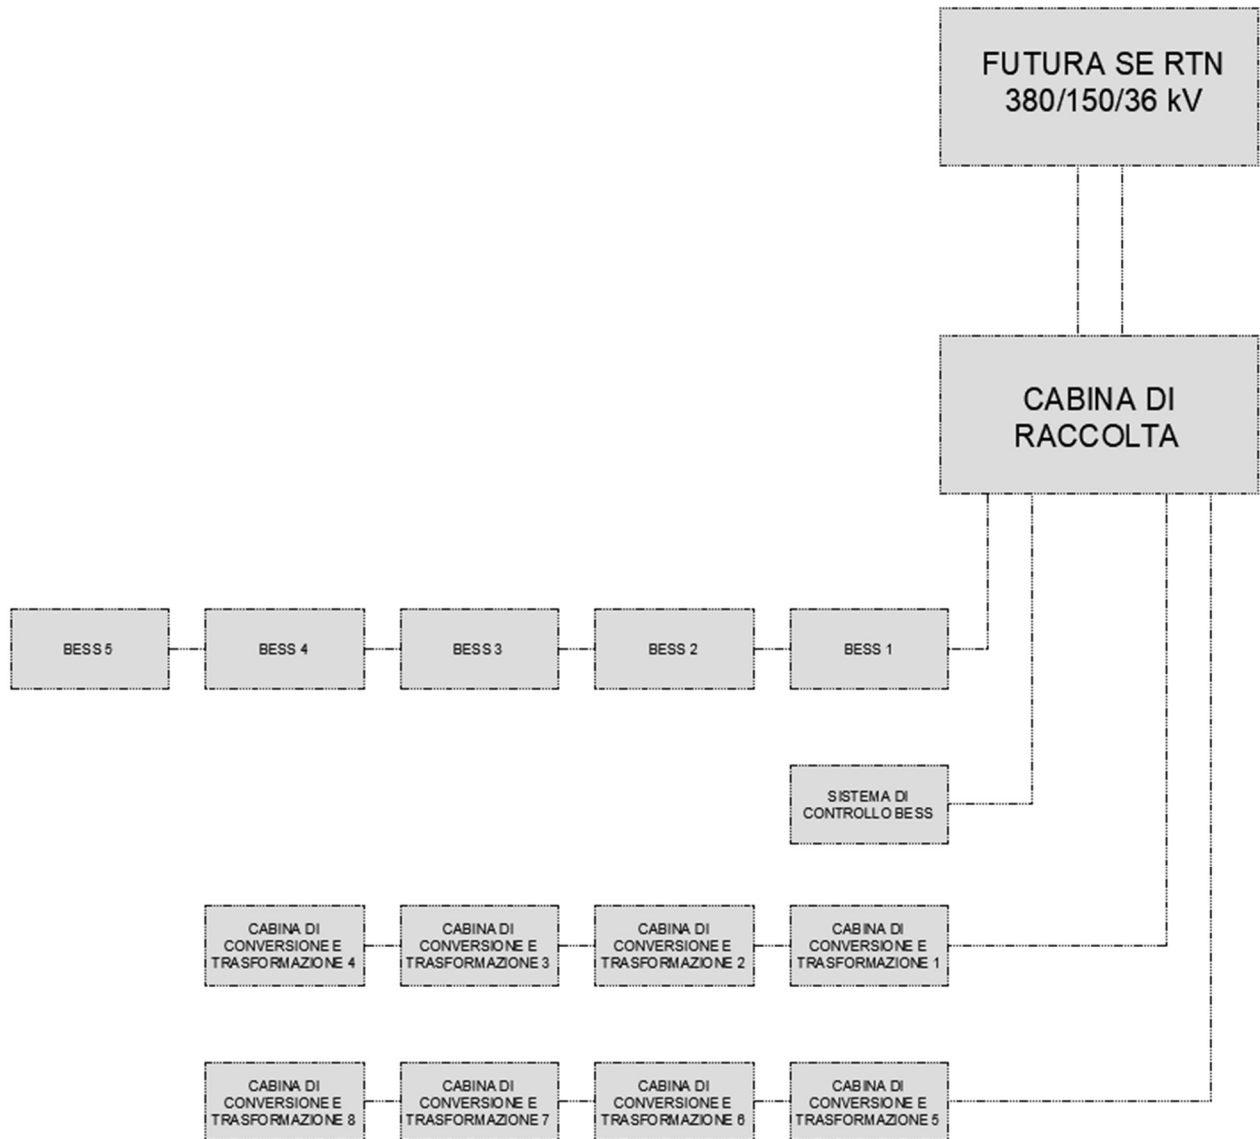 FUTURA SE RTN
380/150/36 kV
CABINA DI
RACCOLTA
BESS 5
BESS 4
BESS 3
BESS 2
BESS 1
SISTEMA DI
CONTROLLO BESS
CABINA DI
CONVERSIONE E
TRASFORMAZIONE 4
CABINA DI
CONVERSIONE E
TRASFORMAZIONE 3
CABINA DI
CONVERSIONE E
TRASFORMAZIONE 2
CABINA DI
CONVERSIONE E
TRASFORMAZIONE 1
CABINA DI
CONVERSIONE E
TRASFORMAZIONE 8
CABINA DI
CONVERSIONE E
TRASFORMAZIONE 7
CABINA DI
CONVERSIONE E
TRASFORMAZIONE 6
CABINA DI
CONVERSIONE E
TRASFORMAZIONE 5